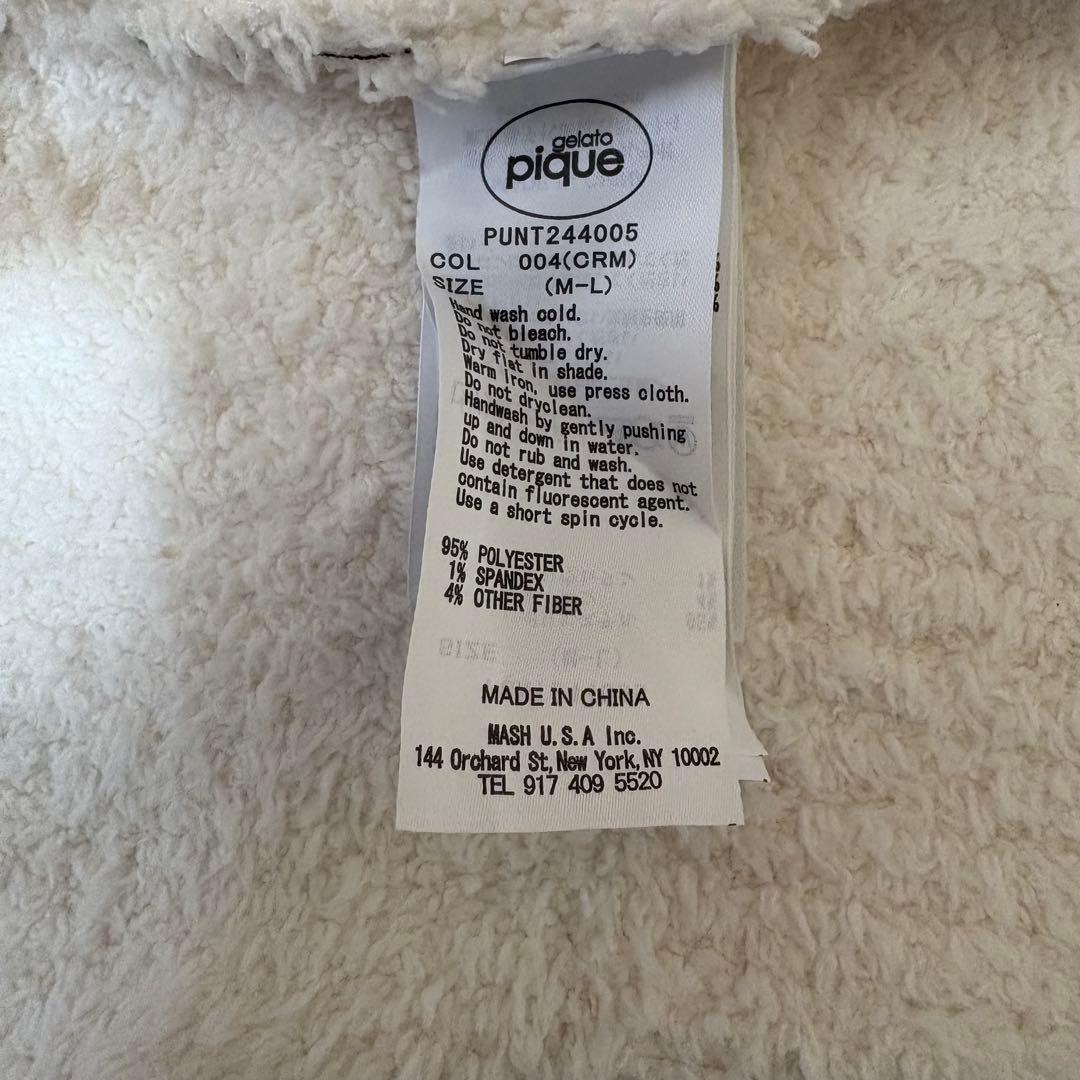 gelato
pique
PUNT244005
COL 004(CRM)
SIZE (M-L)
Hand wash cold.
Do not bleach.
Do not tumble dry.
Dry flat in shade.
Warm iron, use press cloth.
Do not dryclean.
Handwash by gently pushing
up and down in water.
Do not rub and wash.
Use detergent that does not
contain fluorescent agent.
Use a short spin cycle.
95% POLYESTER
1% SPANDEX
4% OTHER FIBER
MADE IN CHINA
MASH U.S.A Inc.
144 Orchard St,New York,NY 10002
TEL 917 409 5520